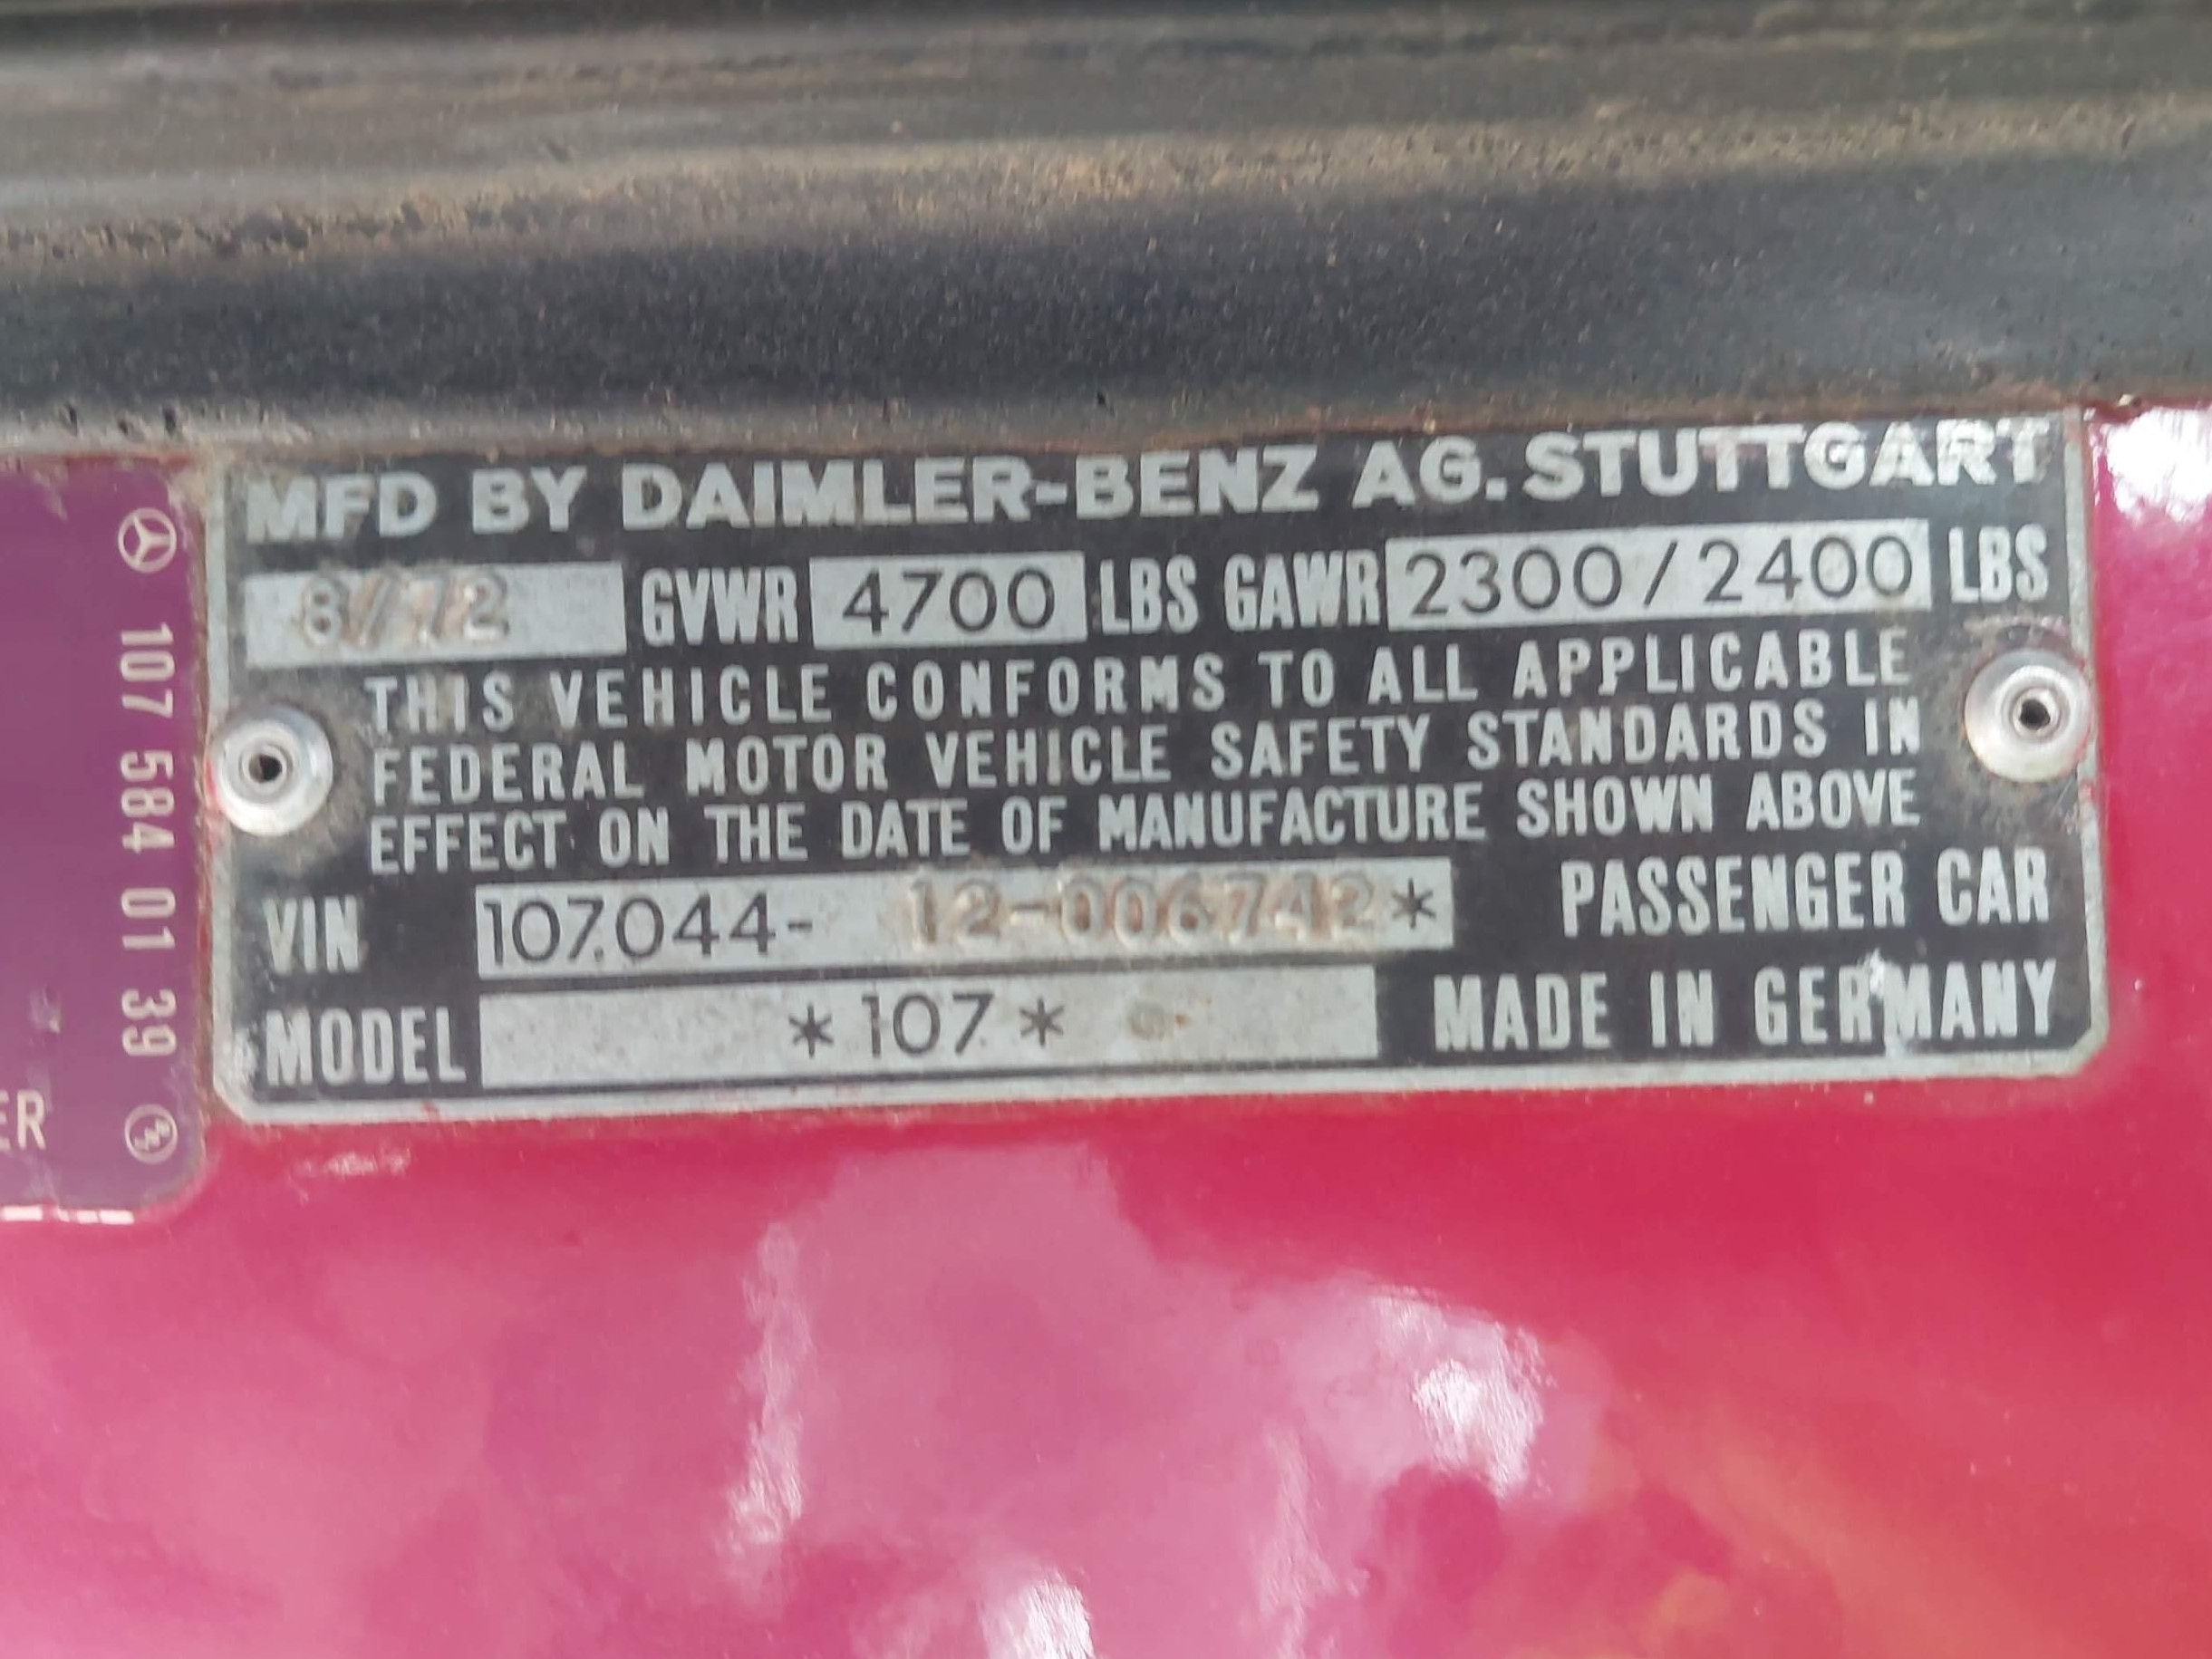 MFD BY DAIMLER-BENZ AG. STUTTGART
8/72 GVWR 4700 LBS GAWR 2300/2400 LBS
THIS VEHICLE CONFORMS TO ALL APPLICABLE
FEDERAL MOTOR VEHICLE SAFETY STANDARDS IN
EFFECT ON THE DATE OF MANUFACTURE SHOWN ABOVE
VIN 107.044- 12-006742* PASSENGER CAR
MODEL *107.* MADE IN GERMANY
107 584 01 39
ER